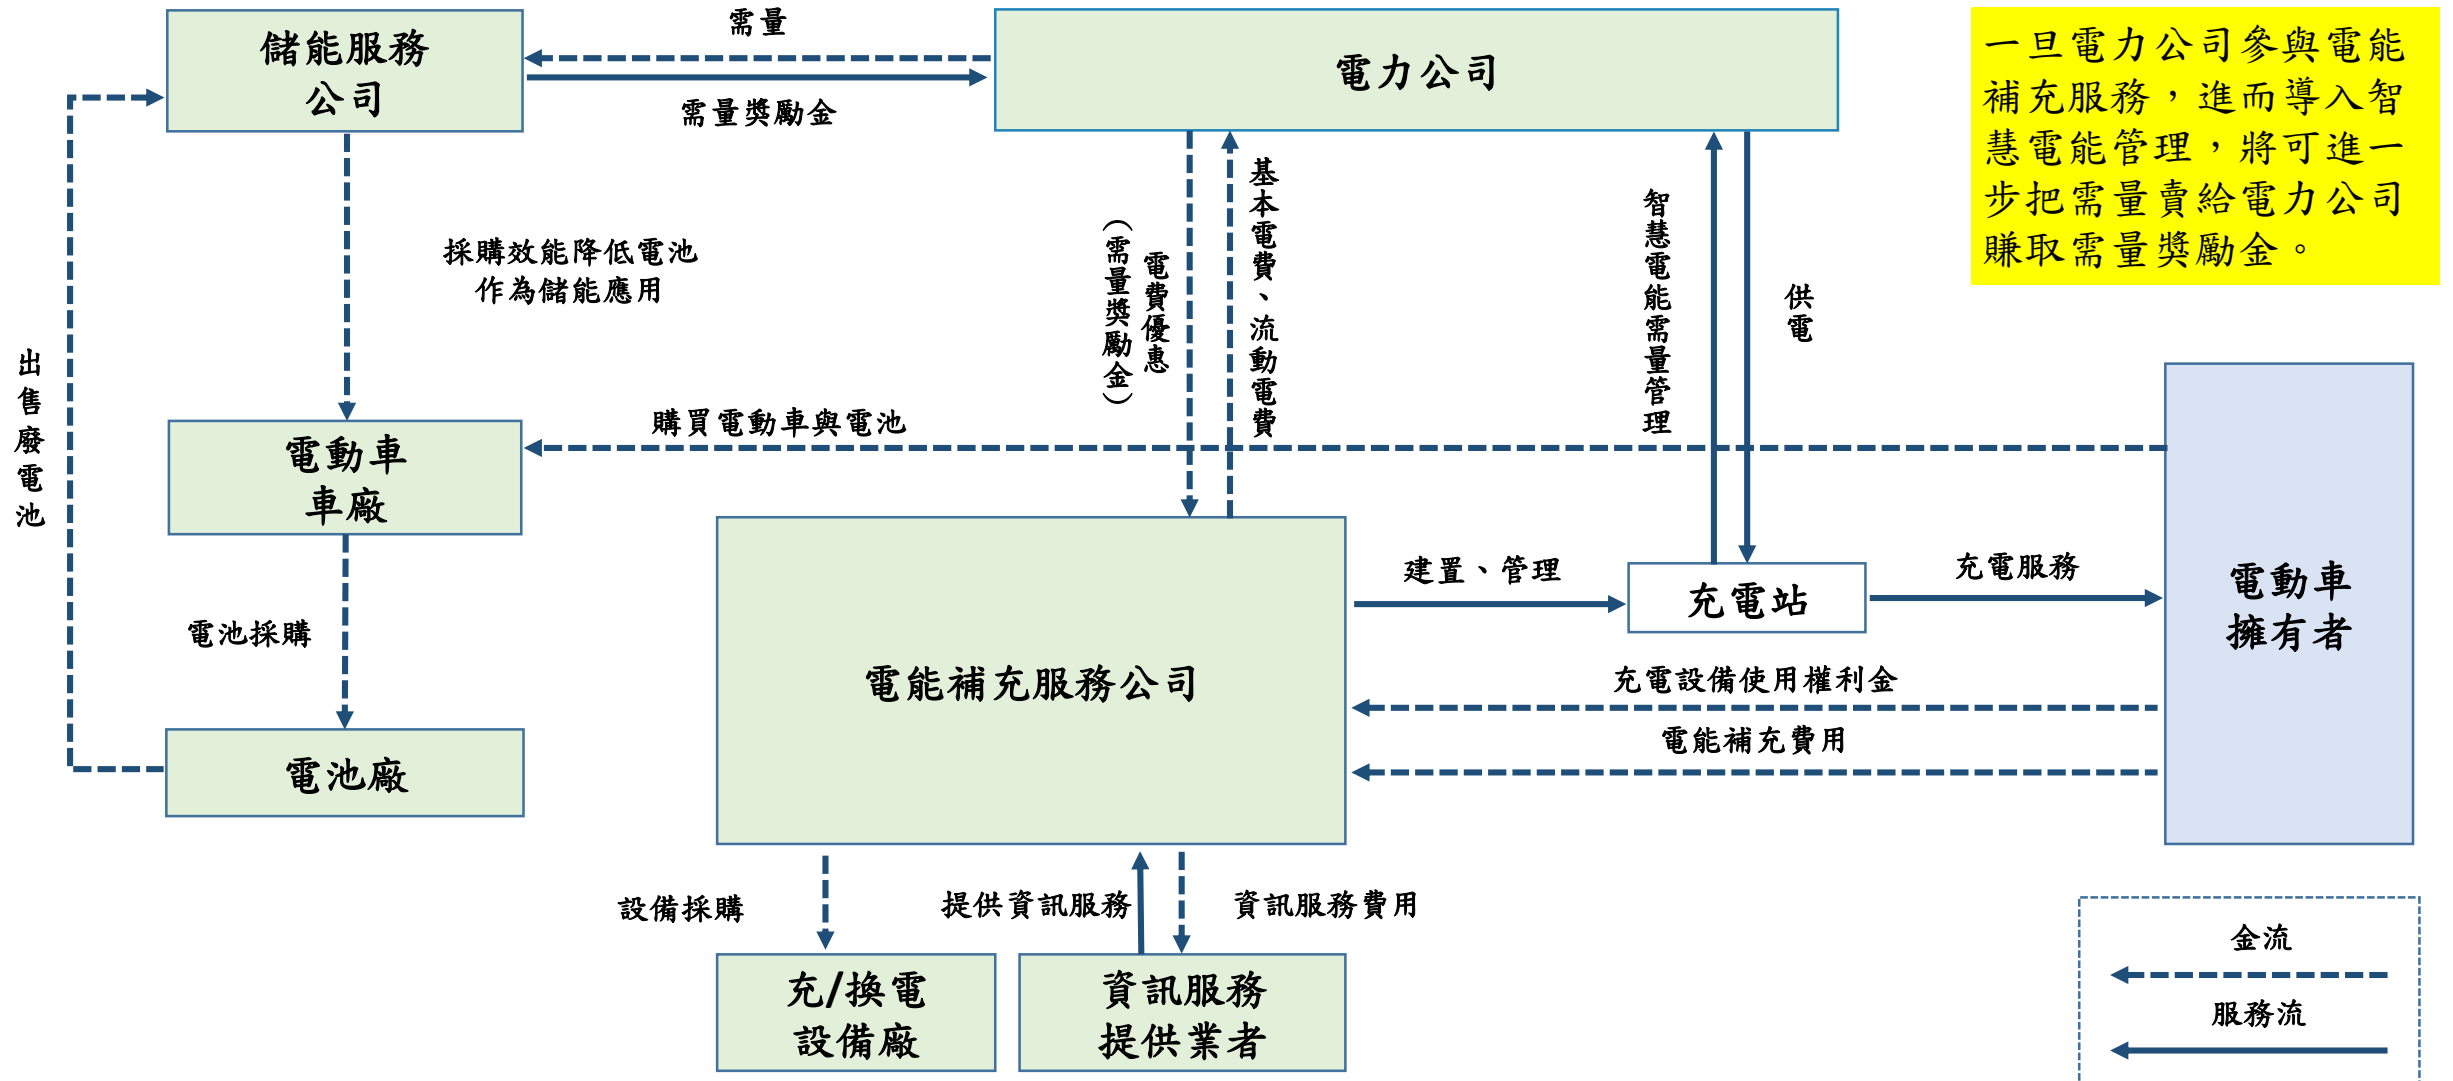 儲能服務
公司
需量
需量獎勵金
電力公司
一旦電力公司參與電能
補充服務，進而導入智
慧電能管理，將可進一
步把需量賣給電力公司
賺取需量獎勵金。
採購效能降低電池
作為儲能應用
電費優惠
（需量獎勵金）
基本電費、流動電費
智慧電能需量管理
供電
出售廢電池
電動車
車廠
購買電動車與電池
電池採購
電池廠
電能補充服務公司
建置、管理
充電站
充電服務
電動車
擁有者
充電設備使用權利金
電能補充費用
設備採購
提供資訊服務
資訊服務費用
充/換電
設備廠
資訊服務
提供業者
金流
服務流